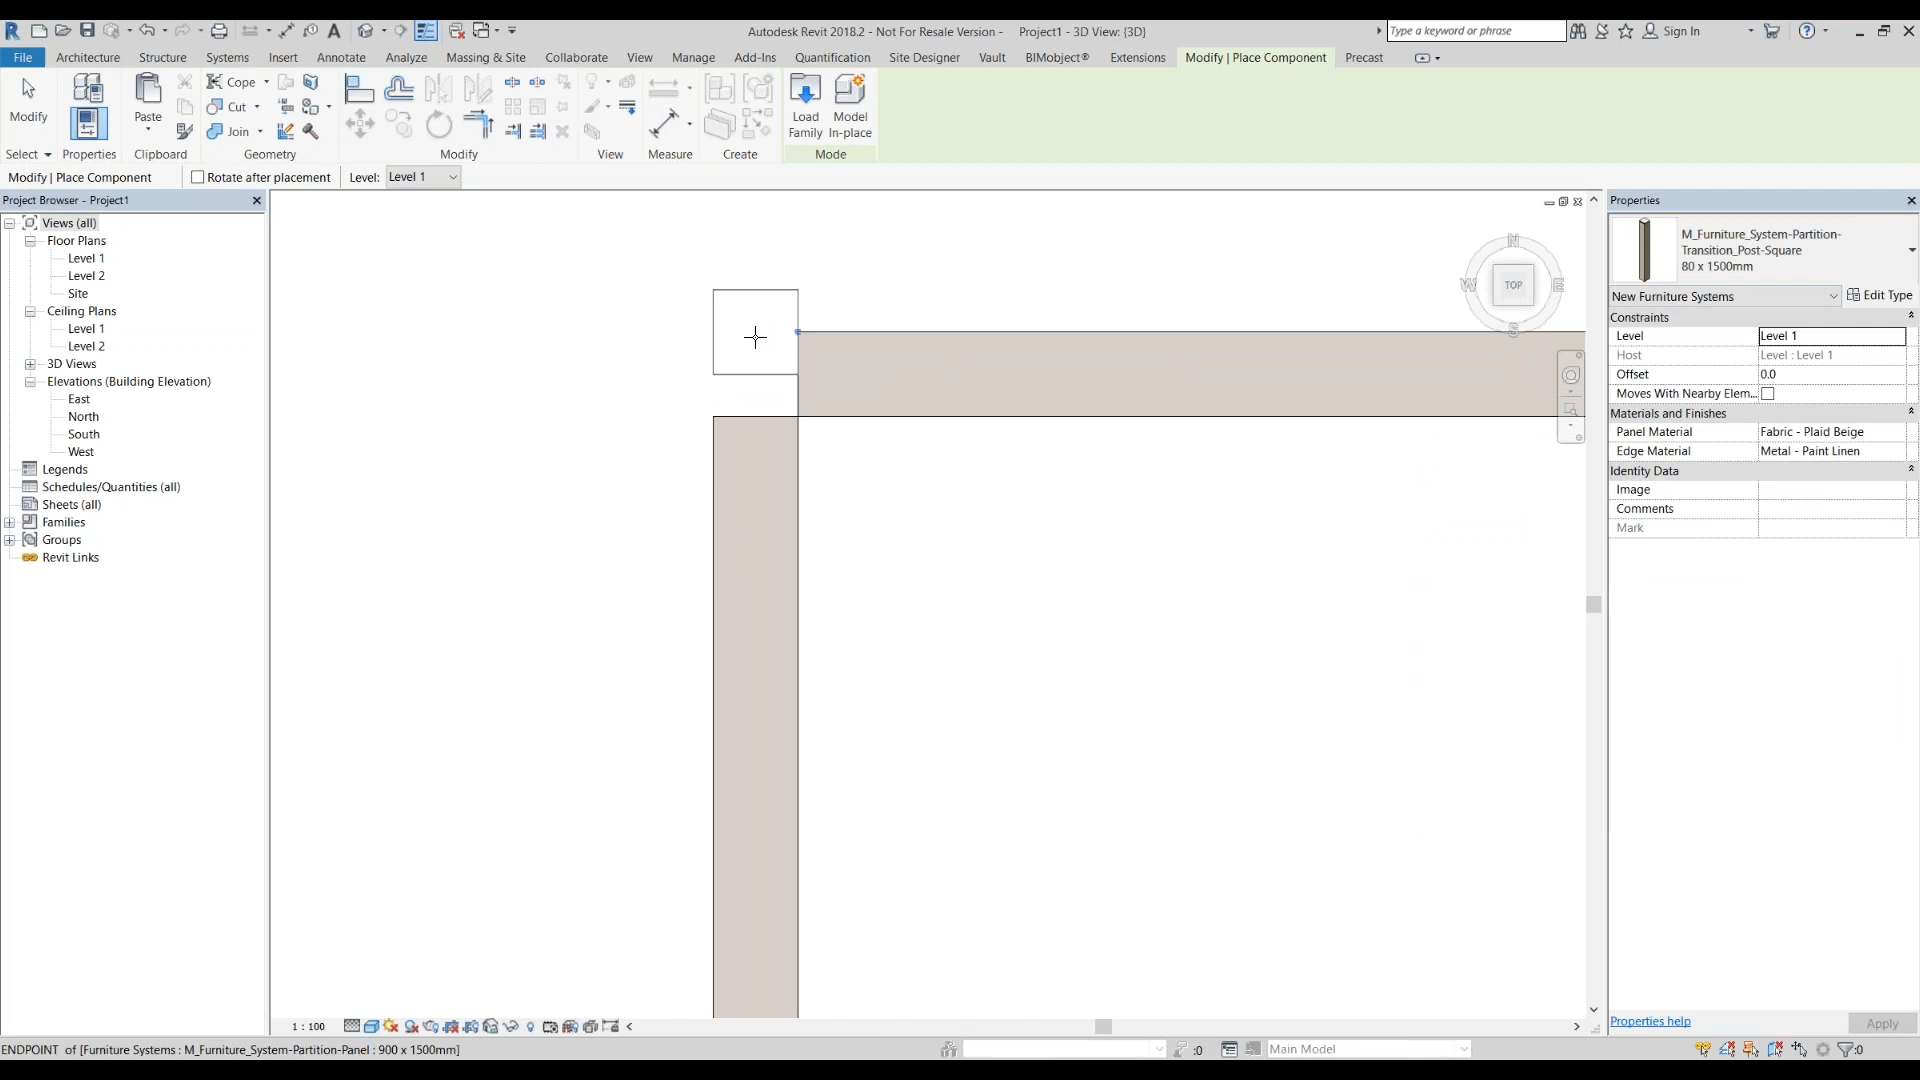 Autodesk Revit 2018.2 - Not For Resale Version - Project1 - 3D View: {3D}
Type a keyword or phrase
Sign In
File Architecture Structure Systems Insert Annotate Analyze Massing & Site Collaborate View Manage Add-Ins Quantification Site Designer Vault BIMobject® Extensions Modify | Place Component Precast
Modify
Paste
Cope
Cut
Join
Load Family
Model In-place
Select Properties Clipboard Geometry Modify View Measure Create Mode
Modify | Place Component Rotate after placement Level: Level 1
Project Browser - Project1
Views (all)
Floor Plans
Level 1
Level 2
Site
Ceiling Plans
Level 1
Level 2
3D Views
Elevations (Building Elevation)
East
North
South
West
Legends
Schedules/Quantities (all)
Sheets (all)
Families
Groups
Revit Links
N
W TOP E
S
Properties
M_Furniture_System-Partition-
Transition_Post-Square
80 x 1500mm
New Furniture Systems Edit Type
Constraints
Level Level 1
Host Level : Level 1
Offset 0.0
Moves With Nearby Elem...
Materials and Finishes
Panel Material Fabric - Plaid Beige
Edge Material Metal - Paint Linen
Identity Data
Image
Comments
Mark
Properties help Apply
1 : 100
ENDPOINT of [Furniture Systems : M_Furniture_System-Partition-Panel : 900 x 1500mm]
:0 Main Model :0